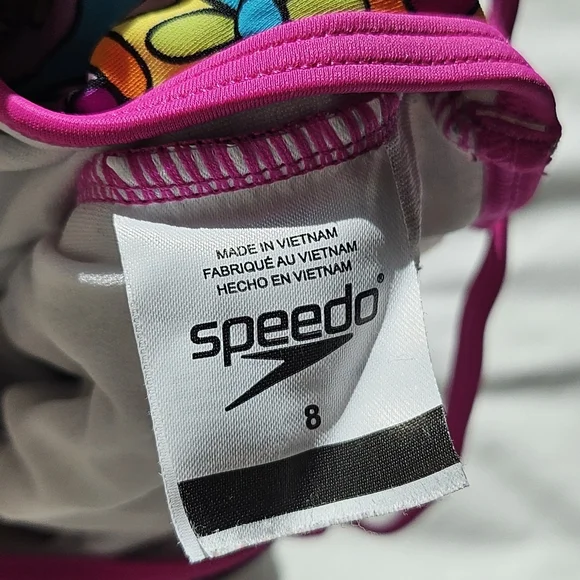 MADE IN VIETNAM
FABRIQUÉ AU VIETNAM
HECHO EN VIETNAM
speedo®
8